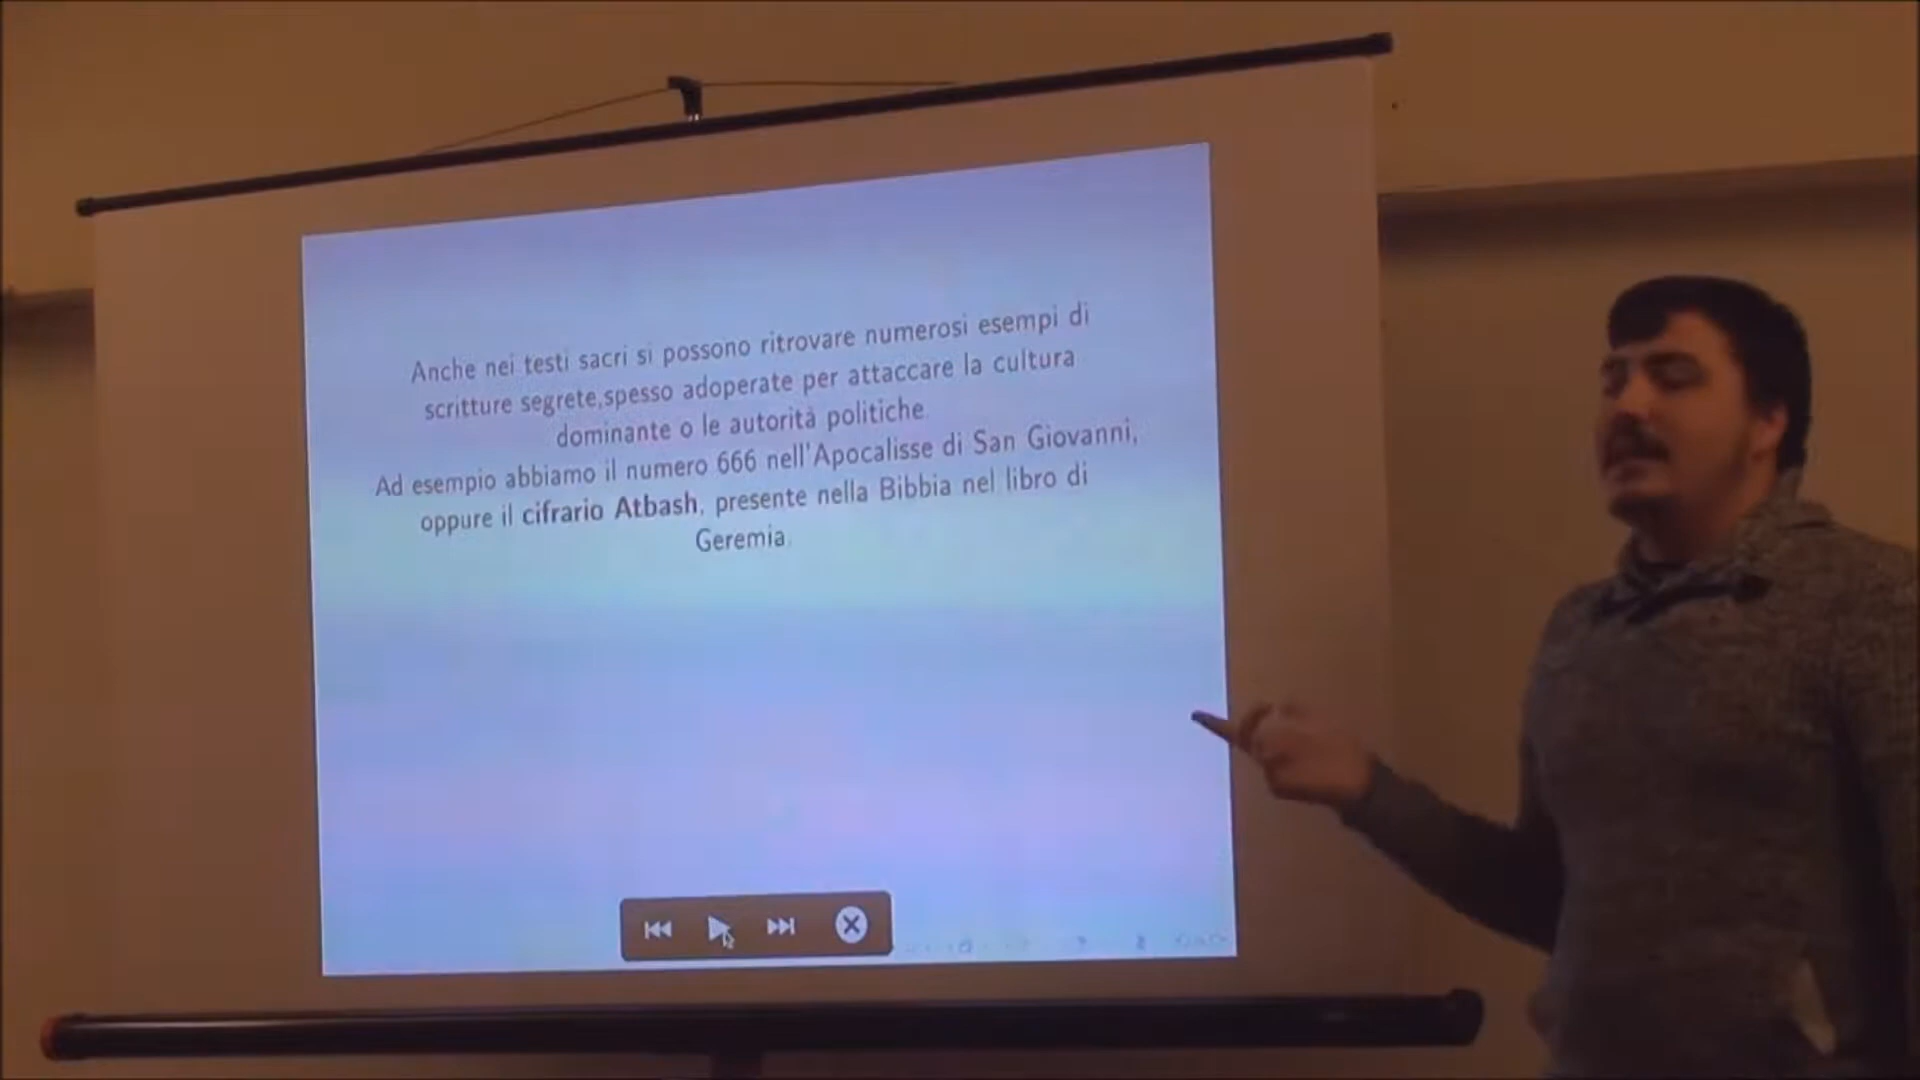 Anche nei testi sacri si possono ritrovare numerosi esempi di
scritture segrete,spesso adoperate per attaccare la cultura
dominante o le autorità politiche.
Ad esempio abbiamo il numero 666 nell'Apocalisse di San Giovanni,
oppure il cifrario Atbash, presente nella Bibbia nel libro di
Geremia.